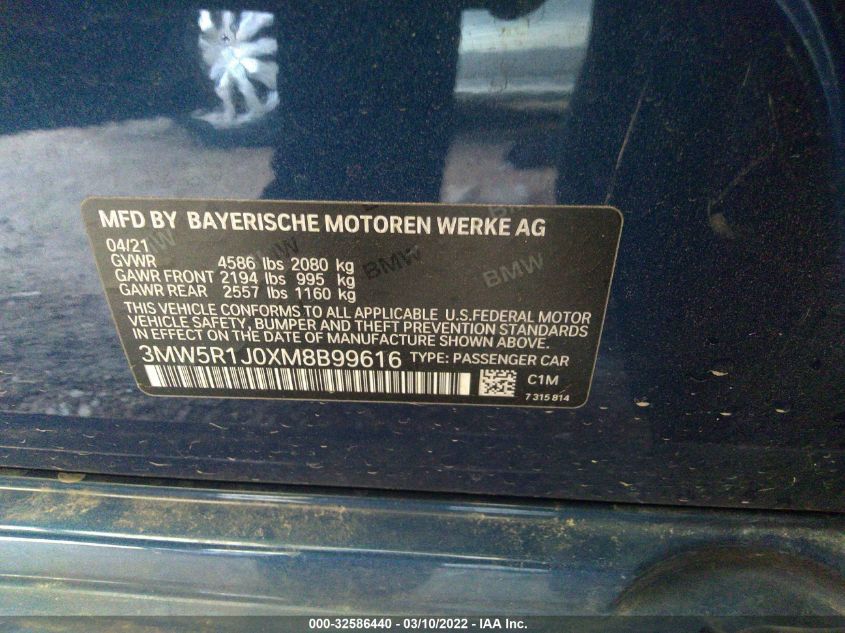 MFD BY BAYERISCHE MOTOREN WERKE AG
04/21
GVWR 4586 lbs 2080 kg
GAWR FRONT 2194 lbs 995 kg
GAWR REAR 2557 lbs 1160 kg
THIS VEHICLE CONFORMS TO ALL APPLICABLE U.S.FEDERAL MOTOR
VEHICLE SAFETY, BUMPER AND THEFT PREVENTION STANDARDS
IN EFFECT ON THE DATE OF MANUFACTURE SHOWN ABOVE.
3MW5R1J0XM8B99616 TYPE: PASSENGER CAR
C1M
7 315 814
BMW
BMW
BMW
000-32586440 - 03/10/2022 - IAA Inc.